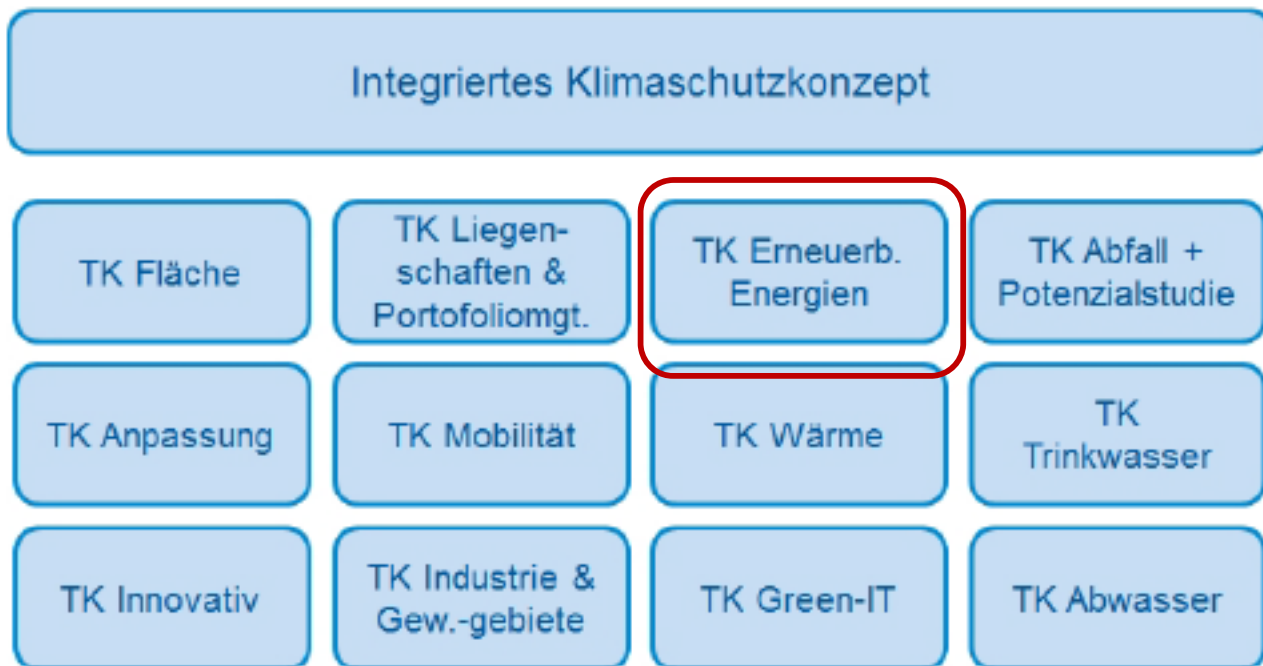 Integriertes Klimaschutzkonzept
TK Fläche
TK Liegen-
schaften &
Portofoliomgt.
TK Erneuerb.
Energien
TK Abfall +
Potenzialstudie
TK Anpassung
TK Mobilität
TK Wärme
TK
Trinkwasser
TK Innovativ
TK Industrie &
Gew.-gebiete
TK Green-IT
TK Abwasser